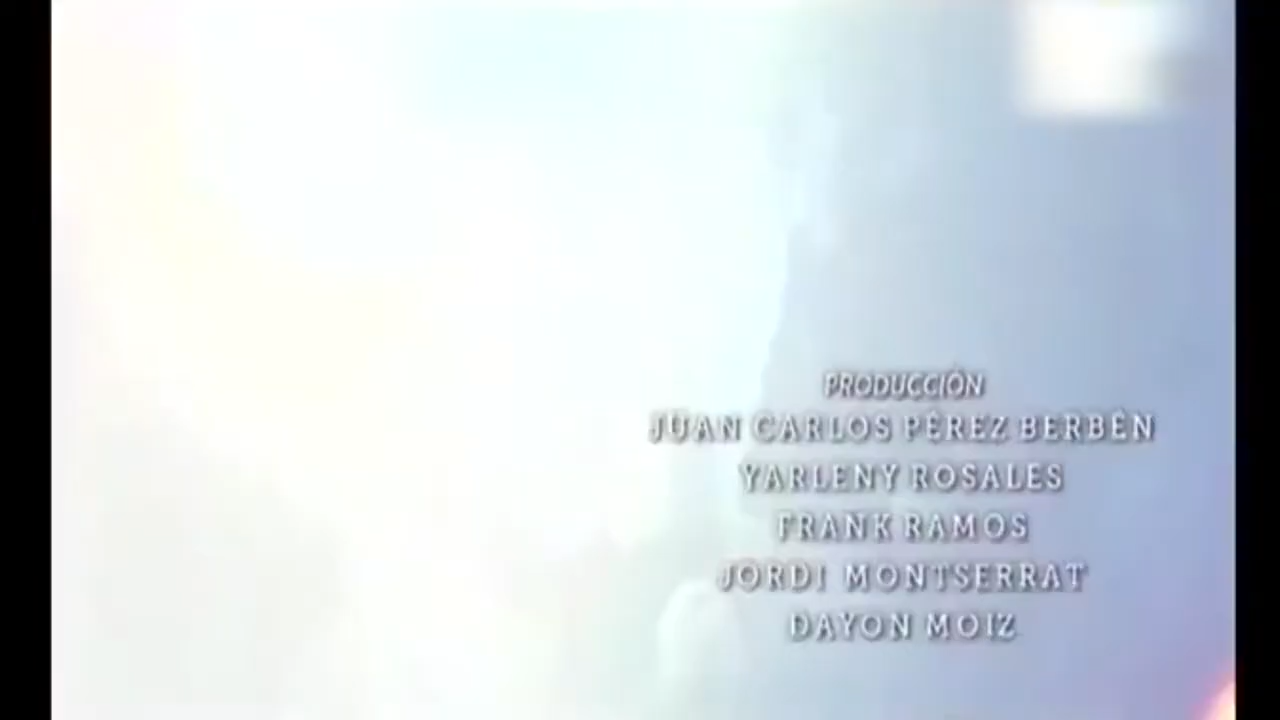 PRODUCCIÓN
JUAN CARLOS PÉREZ BERBÉN
YARLENY ROSALES
FRANK RAMOS
JORDI MONTSERRAT
DAYON MOIZ